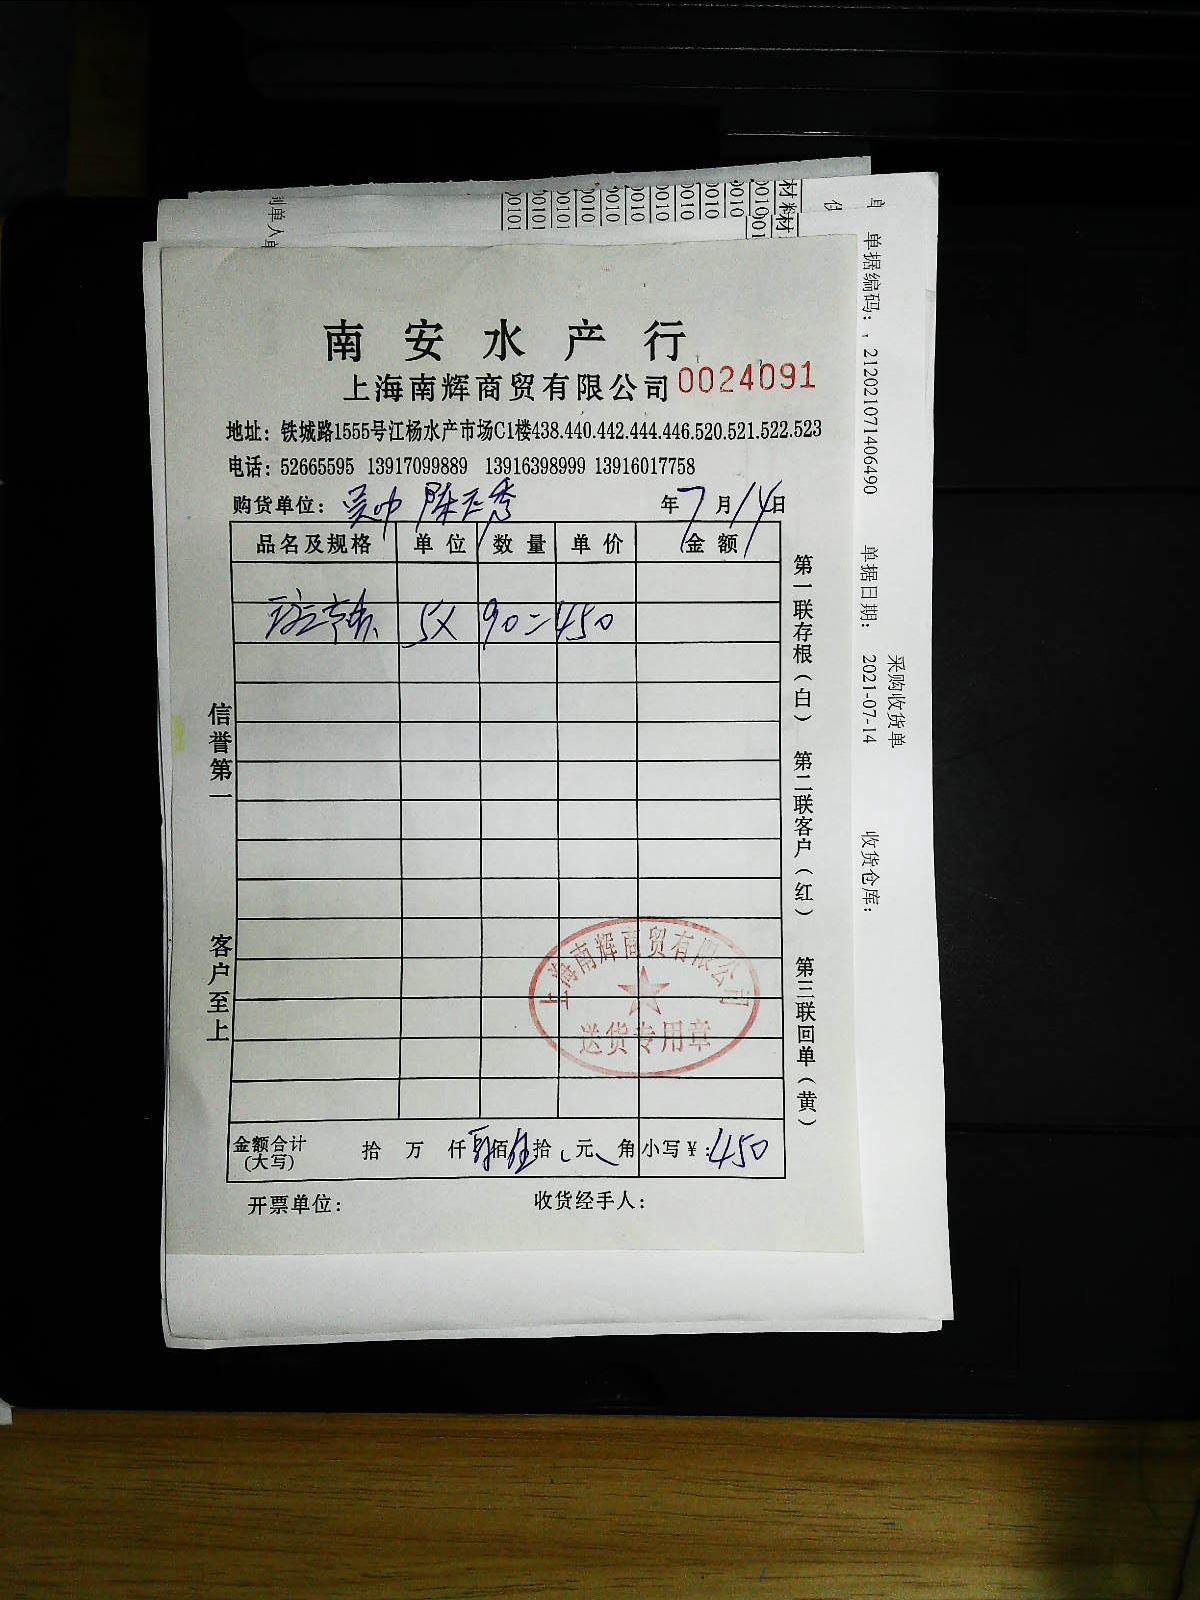 南安水产行
上海南辉商贸有限公司 0024091
地址：铁城路1555号江杨水产市场C1楼438.440.442.444.446.520.521.522.523
电话：52665595 13917099889 13916398999 13916017758
购货单位： 年 7 月 14 日
品名及规格 单位 数量 单价 金额
5X 90=450
金额合计(大写) 拾 万 仟 肆 佰 伍 拾 元 角 小写￥：450
开票单位： 收货经手人：
信誉第一 客户至上
第一联存根（白） 第二联客户（红） 第三联回单（黄）
上海南辉商贸有限公司
送货专用章
采购收货单
单据编码：, 212021071406490 单据日期： 2021-07-14 收货仓库：